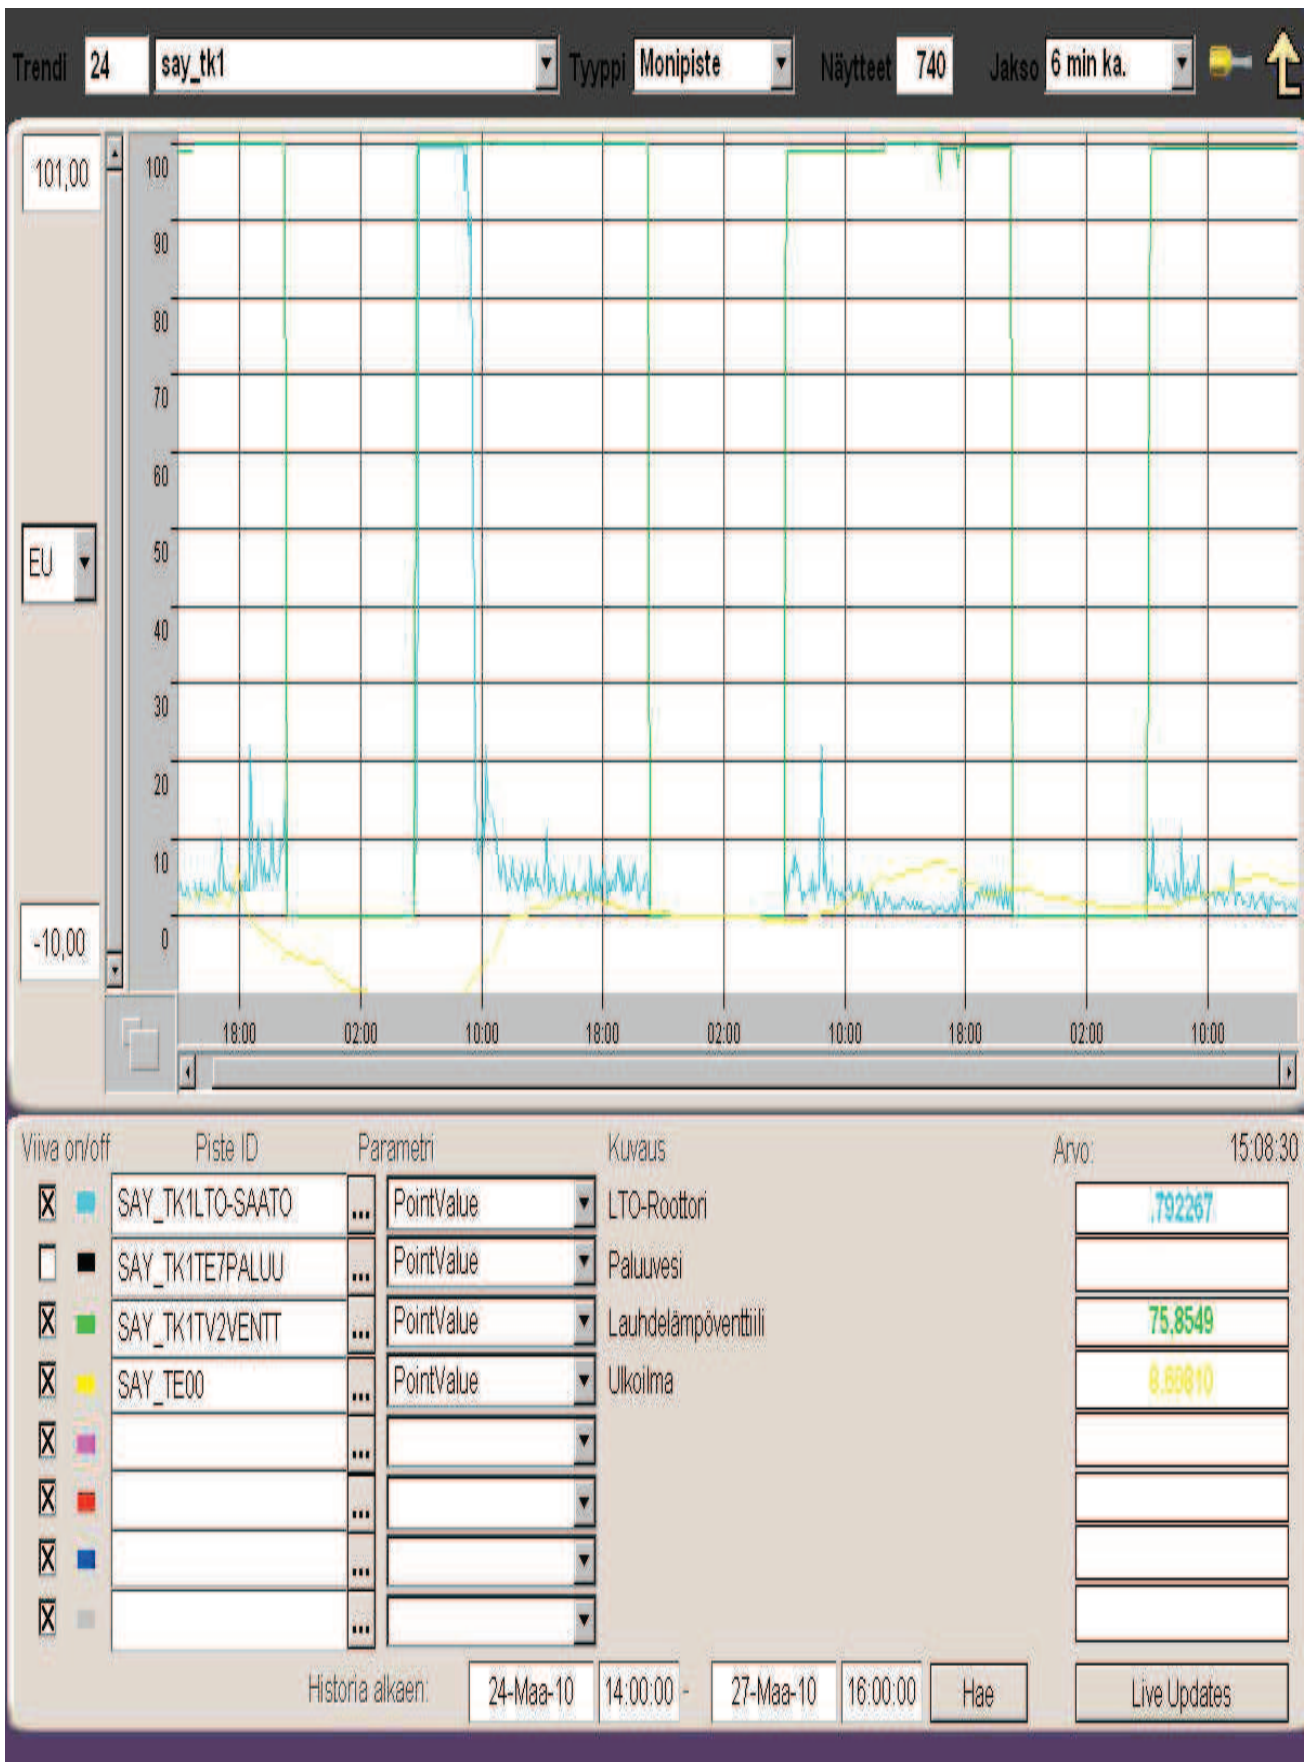 Trendi 24 say_tk1 Tyyppi Monipiste Näytteet 740 Jakso 6 min ka.
101,00
100
90
80
70
60
EU
50
40
30
20
10
-10,00
0
18:00 02:00 10:00 18:00 02:00 10:00 18:00 02:00 10:00
Viiva on/off Piste ID Parametri Kuvaus Arvo: 15:08:30
SAY_TK1LTO-SAATO ... PointValue LTO-Roottori ,792267
SAY_TK1TE7PALUU ... PointValue Paluuvesi
SAY_TK1TV2VENTT ... PointValue Lauhdelämpöventtiili 75,8549
SAY_TE00 ... PointValue Ulkoilma
...
...
...
...
Historia alkaen: 24-Maa-10 14:00:00 - 27-Maa-10 16:00:00 Hae Live Updates